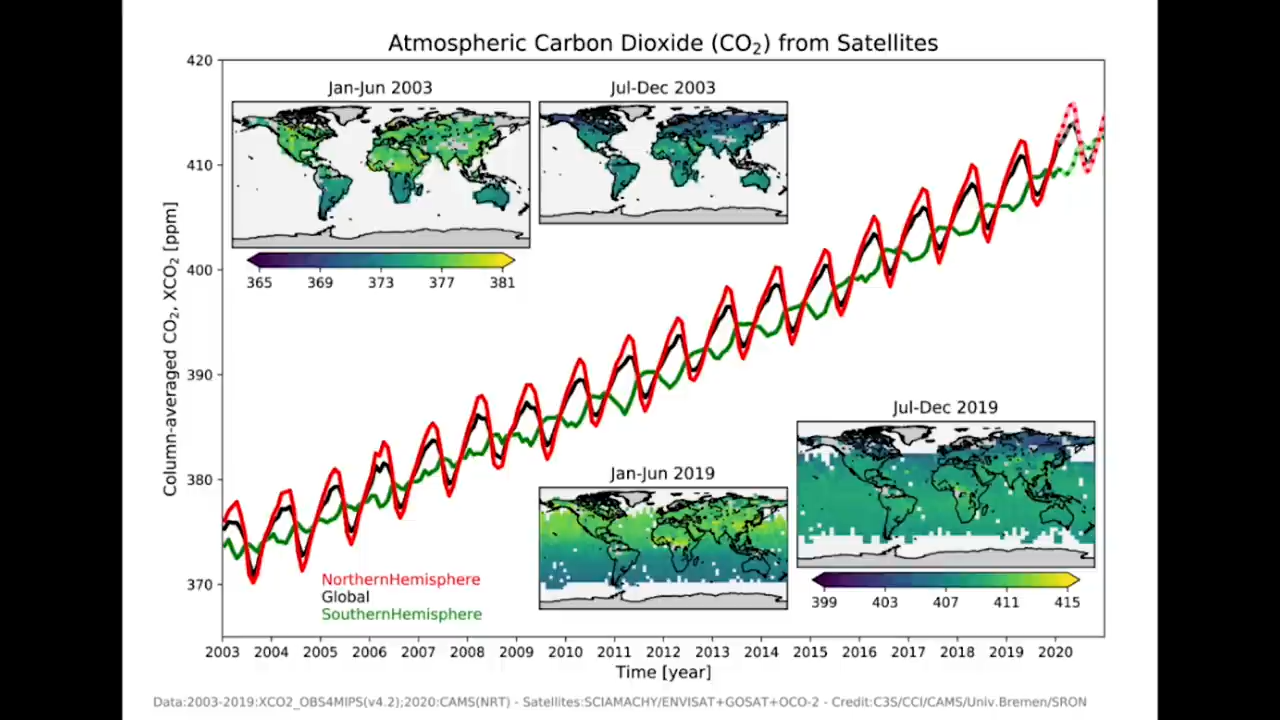 Atmospheric Carbon Dioxide (CO₂) from Satellites
420
410
400
390
380
370
Column-averaged CO₂, XCO₂ [ppm]
Jan-Jun 2003
365 369 373 377 381
Jul-Dec 2003
Jan-Jun 2019
Jul-Dec 2019
399 403 407 411 415
NorthernHemisphere
Global
SouthernHemisphere
2003 2004 2005 2006 2007 2008 2009 2010 2011 2012 2013 2014 2015 2016 2017 2018 2019 2020
Time [year]
Data:2003-2019:XCO2_OBS4MIPS(v4.2);2020:CAMS(NRT) - Satellites:SCIAMACHY/ENVISAT+GOSAT+OCO-2 - Credit:C3S/CCI/CAMS/Univ.Bremen/SRON